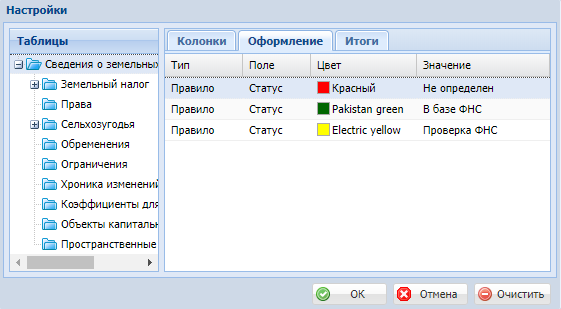 Настройки
Таблицы
Сведения о земельных
Земельный налог
Права
Сельхозугодья
Обременения
Ограничения
Хроника изменений
Коэффициенты для
Объекты капитальн
Пространственные
Колонки Оформление Итоги
Тип Поле Цвет Значение
Правило Статус Красный Не определен
Правило Статус Pakistan green В базе ФНС
Правило Статус Electric yellow Проверка ФНС
ОК Отмена Очистить